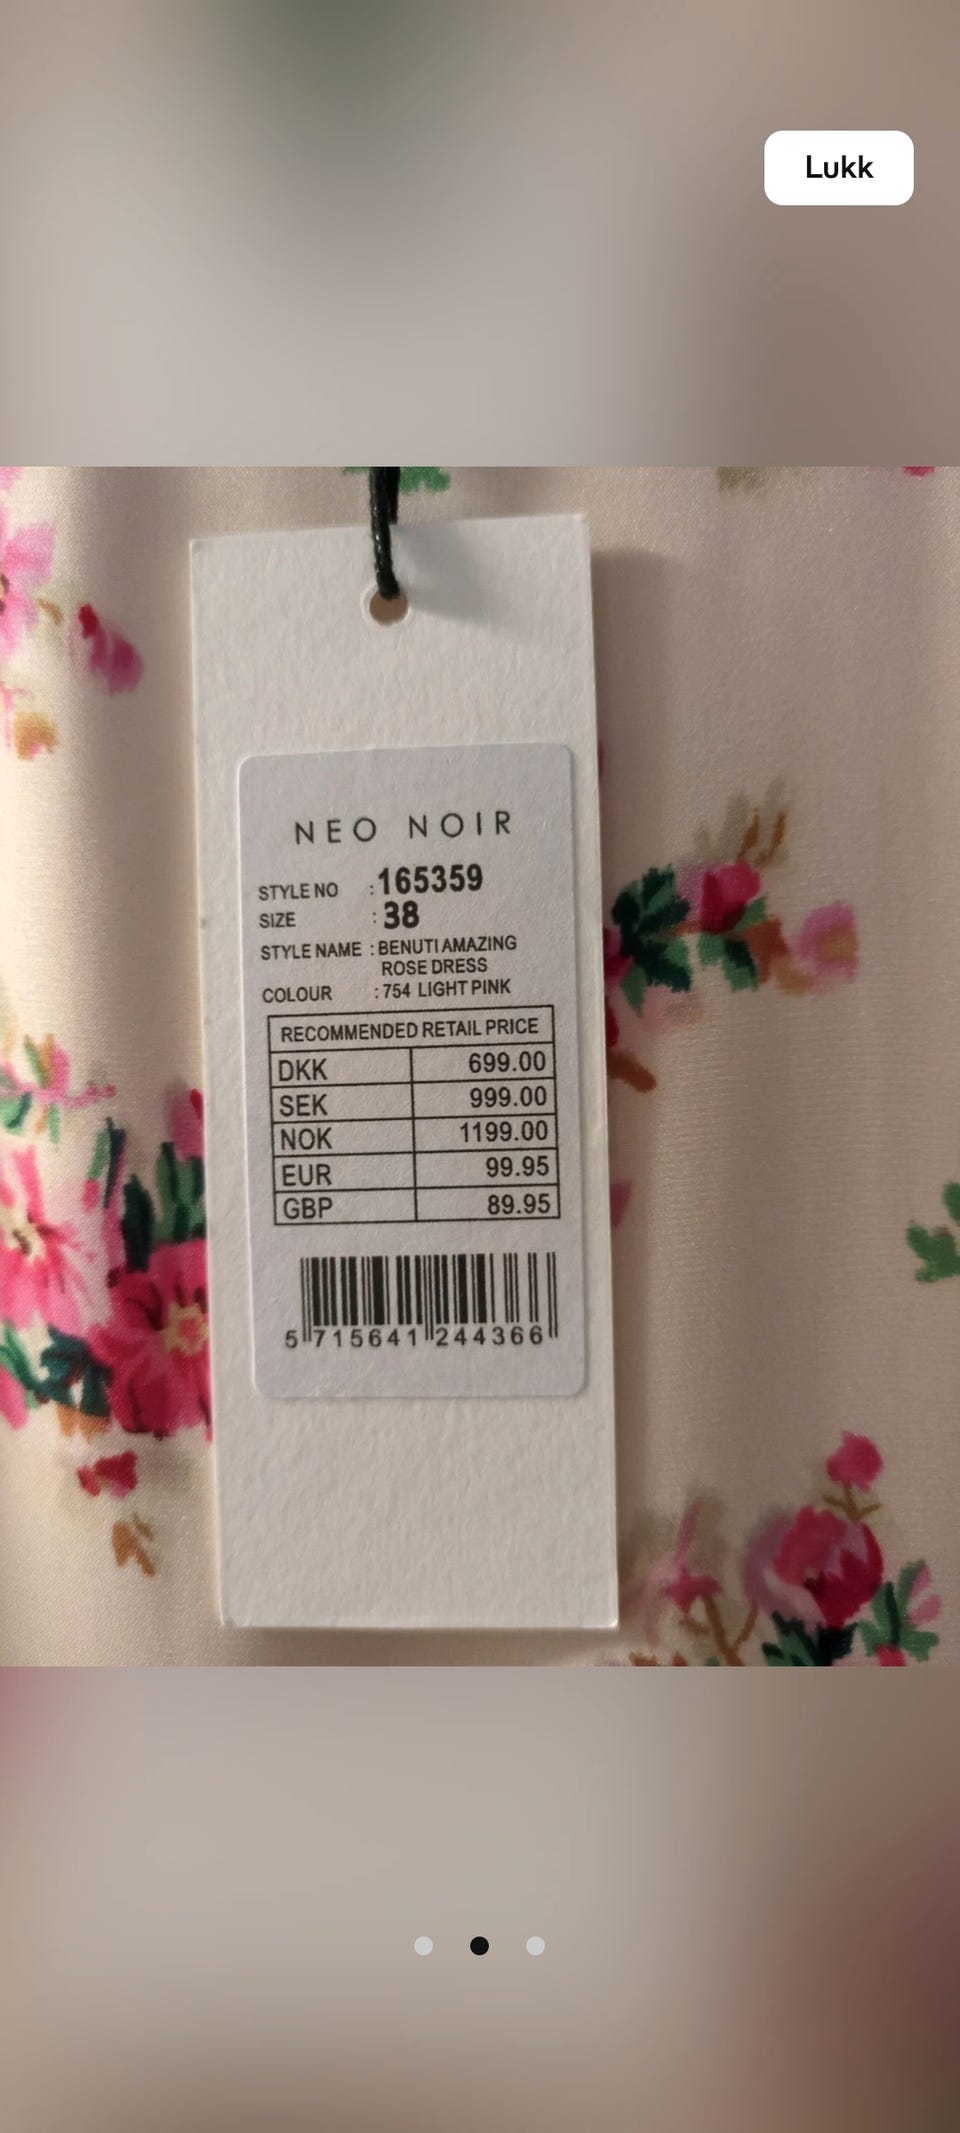 Lukk
NEO NOIR
STYLE NO : 165359
SIZE : 38
STYLE NAME : BENUTI AMAZING
ROSE DRESS
COLOUR : 754 LIGHT PINK
RECOMMENDED RETAIL PRICE
DKK 699.00
SEK 999.00
NOK 1199.00
EUR 99.95
GBP 89.95
5 715641 244366